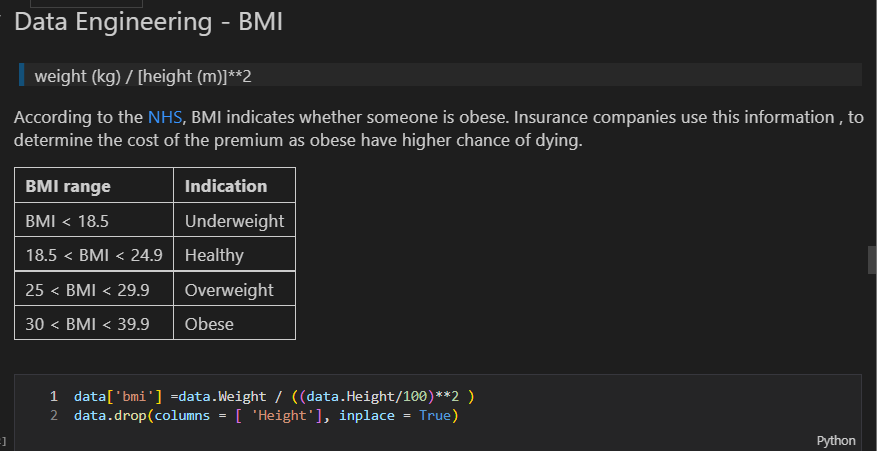 Data Engineering - BMI
weight (kg) / [height (m)]**2
According to the NHS, BMI indicates whether someone is obese. Insurance companies use this information , to
determine the cost of the premium as obese have higher chance of dying.
BMI range Indication
BMI < 18.5 Underweight
18.5 < BMI < 24.9 Healthy
25 < BMI < 29.9 Overweight
30 < BMI < 39.9 Obese
1 data['bmi'] =data.Weight / ((data.Height/100)**2 )
2 data.drop(columns = [ 'Height'], inplace = True)
]
Python